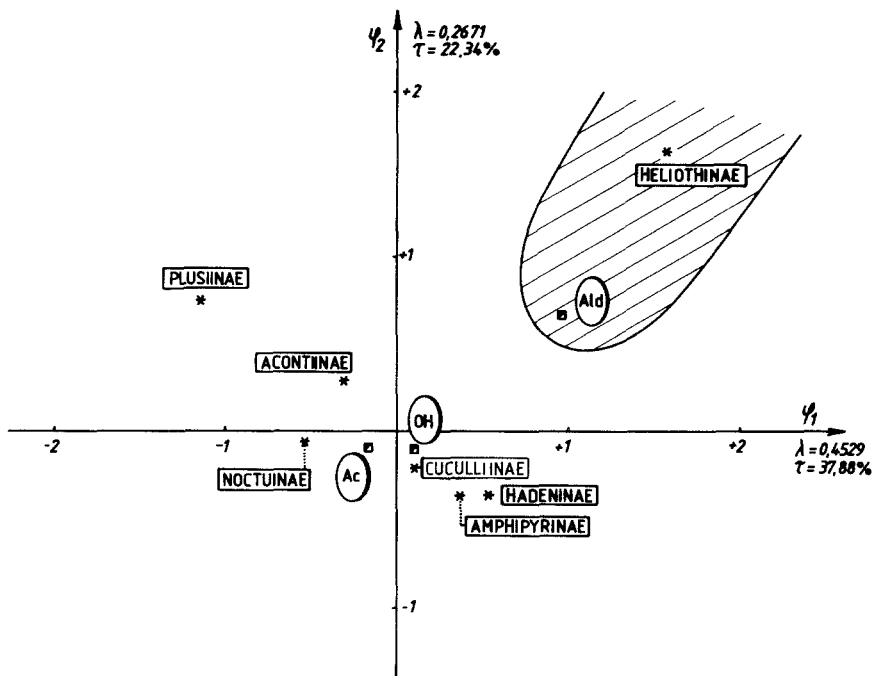 φ2
λ = 0,2671
τ = 22,34%
+2
HELIOTHINAE
+1
PLUSIINAE
Ald
ACONTIINAE
OH
φ1
-2
-1
+1
+2
λ = 0,4529
τ = 37,88%
NOCTUINAE
Ac
CUCULLIINAE
HADENINAE
AMPHIPYRINAE
-1